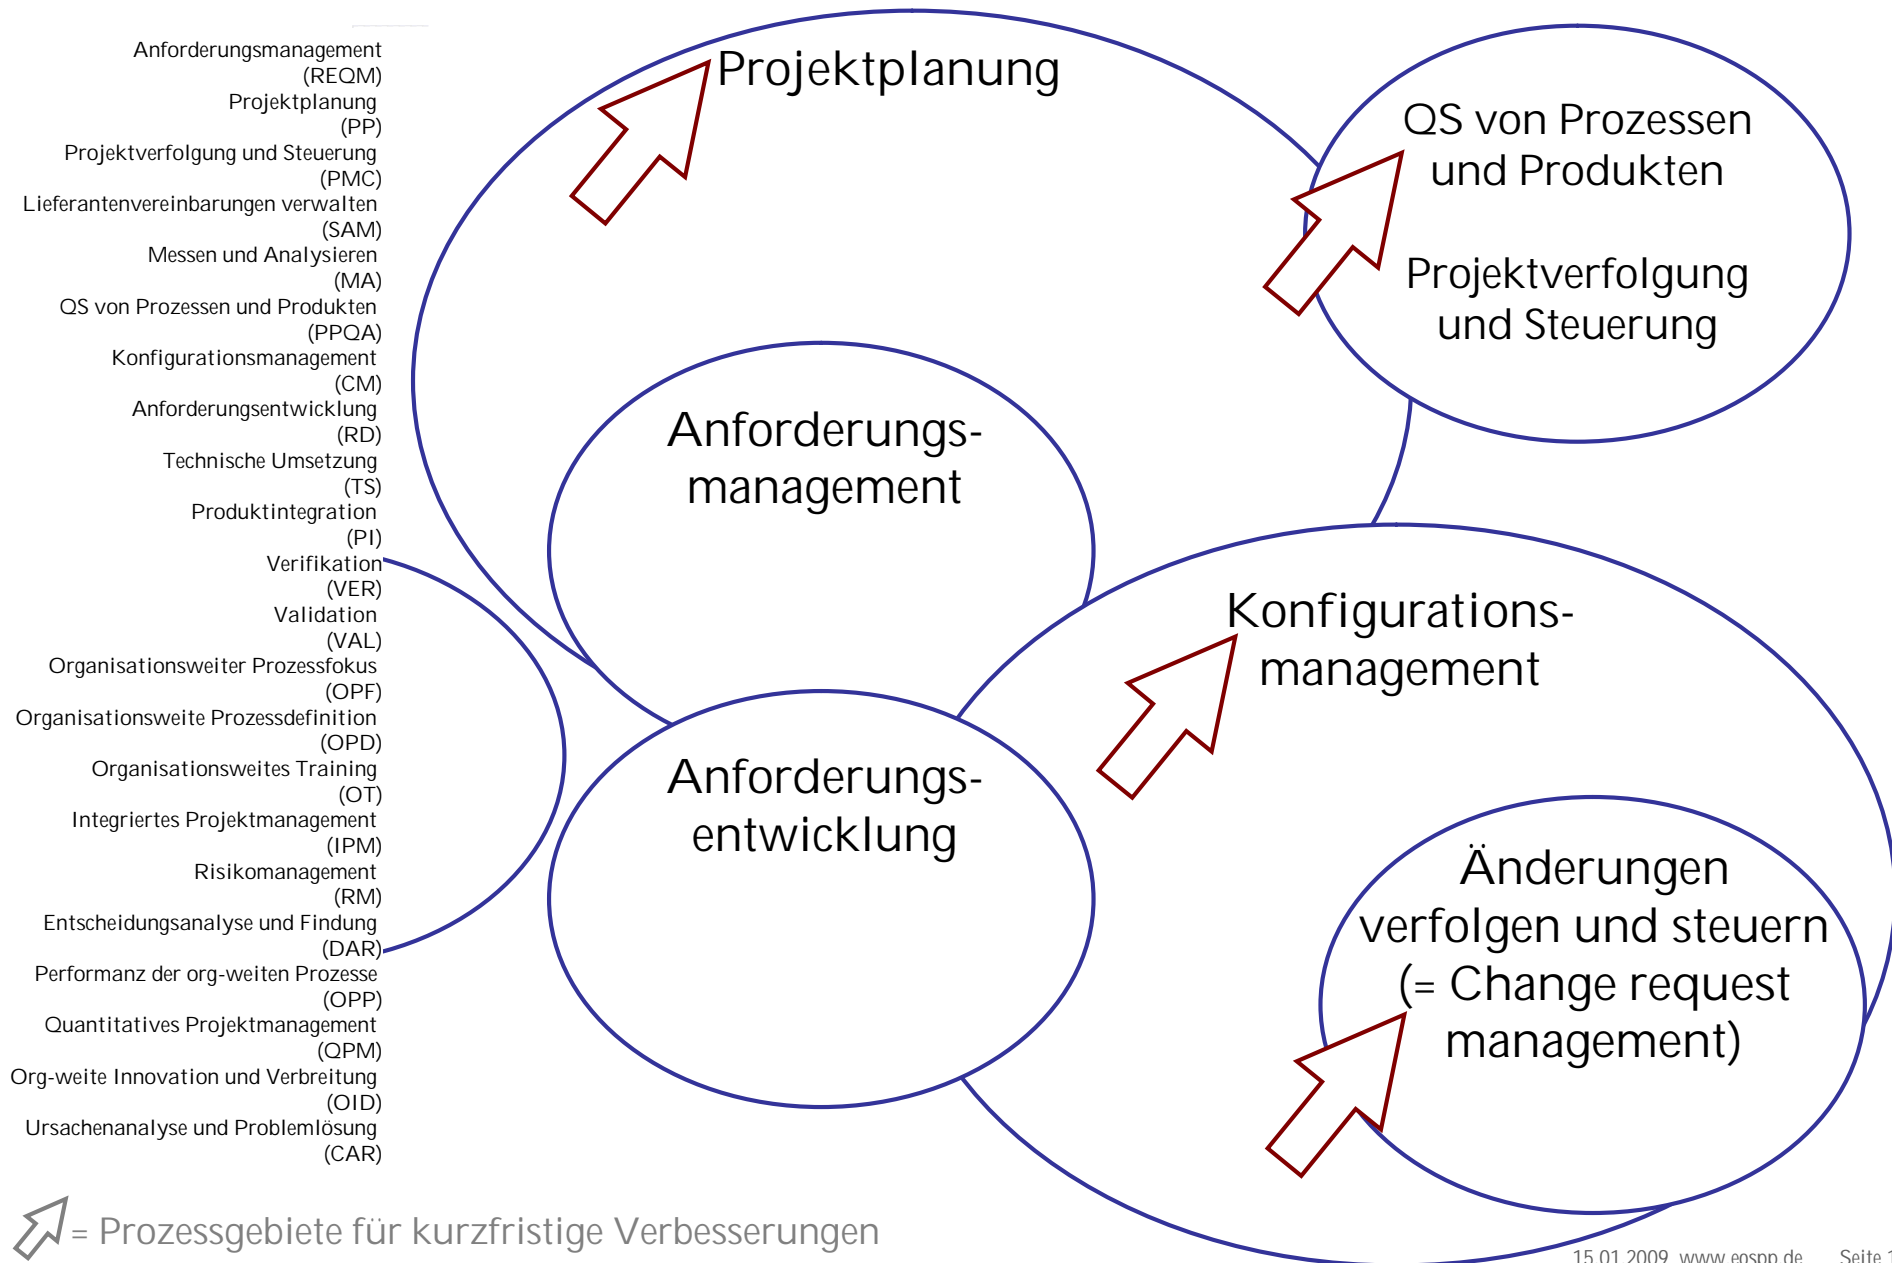 Anforderungsmanagement
(REQM)
Projektplanung
(PP)
Projektverfolgung und Steuerung
(PMC)
Lieferantenvereinbarungen verwalten
(SAM)
Messen und Analysieren
(MA)
QS von Prozessen und Produkten
(PPQA)
Konfigurationsmanagement
(CM)
Anforderungsentwicklung
(RD)
Technische Umsetzung
(TS)
Produktintegration
(PI)
Verifikation
(VER)
Validation
(VAL)
Organisationsweiter Prozessfokus
(OPF)
Organisationsweite Prozessdefinition
(OPD)
Organisationsweites Training
(OT)
Integriertes Projektmanagement
(IPM)
Risikomanagement
(RM)
Entscheidungsanalyse und Findung
(DAR)
Performanz der org-weiten Prozesse
(OPP)
Quantitatives Projektmanagement
(QPM)
Org-weite Innovation und Verbreitung
(OID)
Ursachenanalyse und Problemlösung
(CAR)
Projektplanung
QS von Prozessen
und Produkten
Projektverfolgung
und Steuerung
Anforderungs-
management
Konfigurations-
management
Anforderungs-
entwicklung
Änderungen
verfolgen und steuern
(= Change request
management)
= Prozessgebiete für kurzfristige Verbesserungen
15.01.2009 www.eospp.de Seite 1